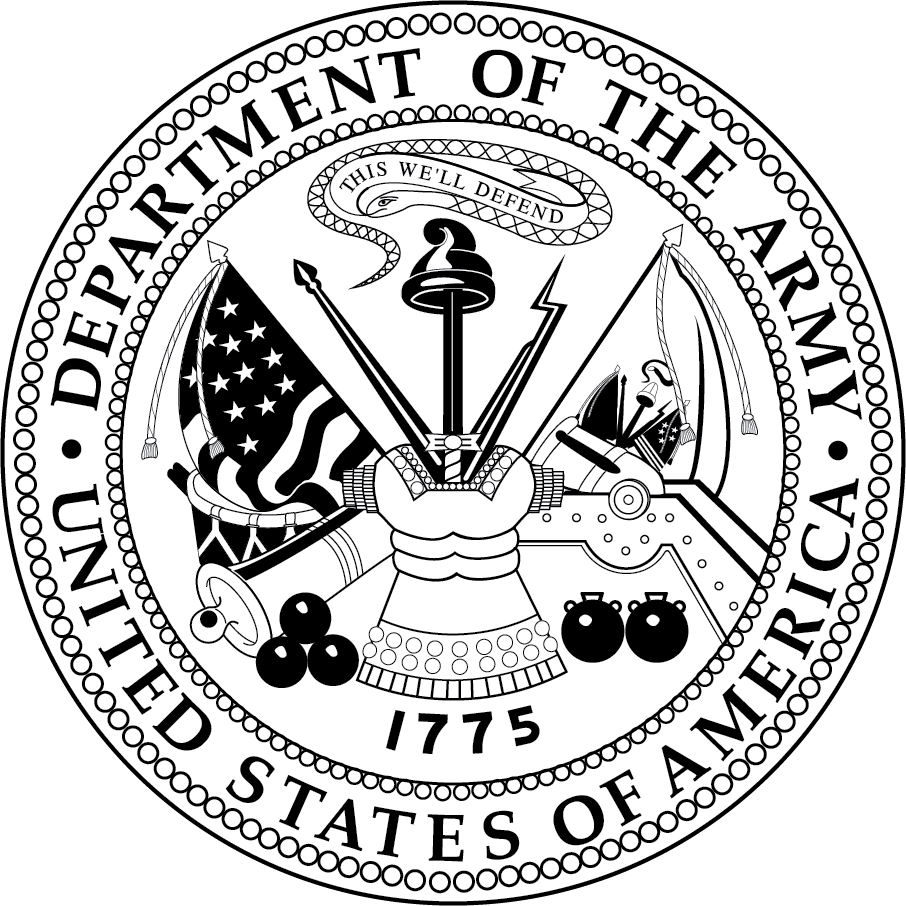 DEPARTMENT OF THE ARMY
THIS WE'LL DEFEND
1775
UNITED STATES OF AMERICA